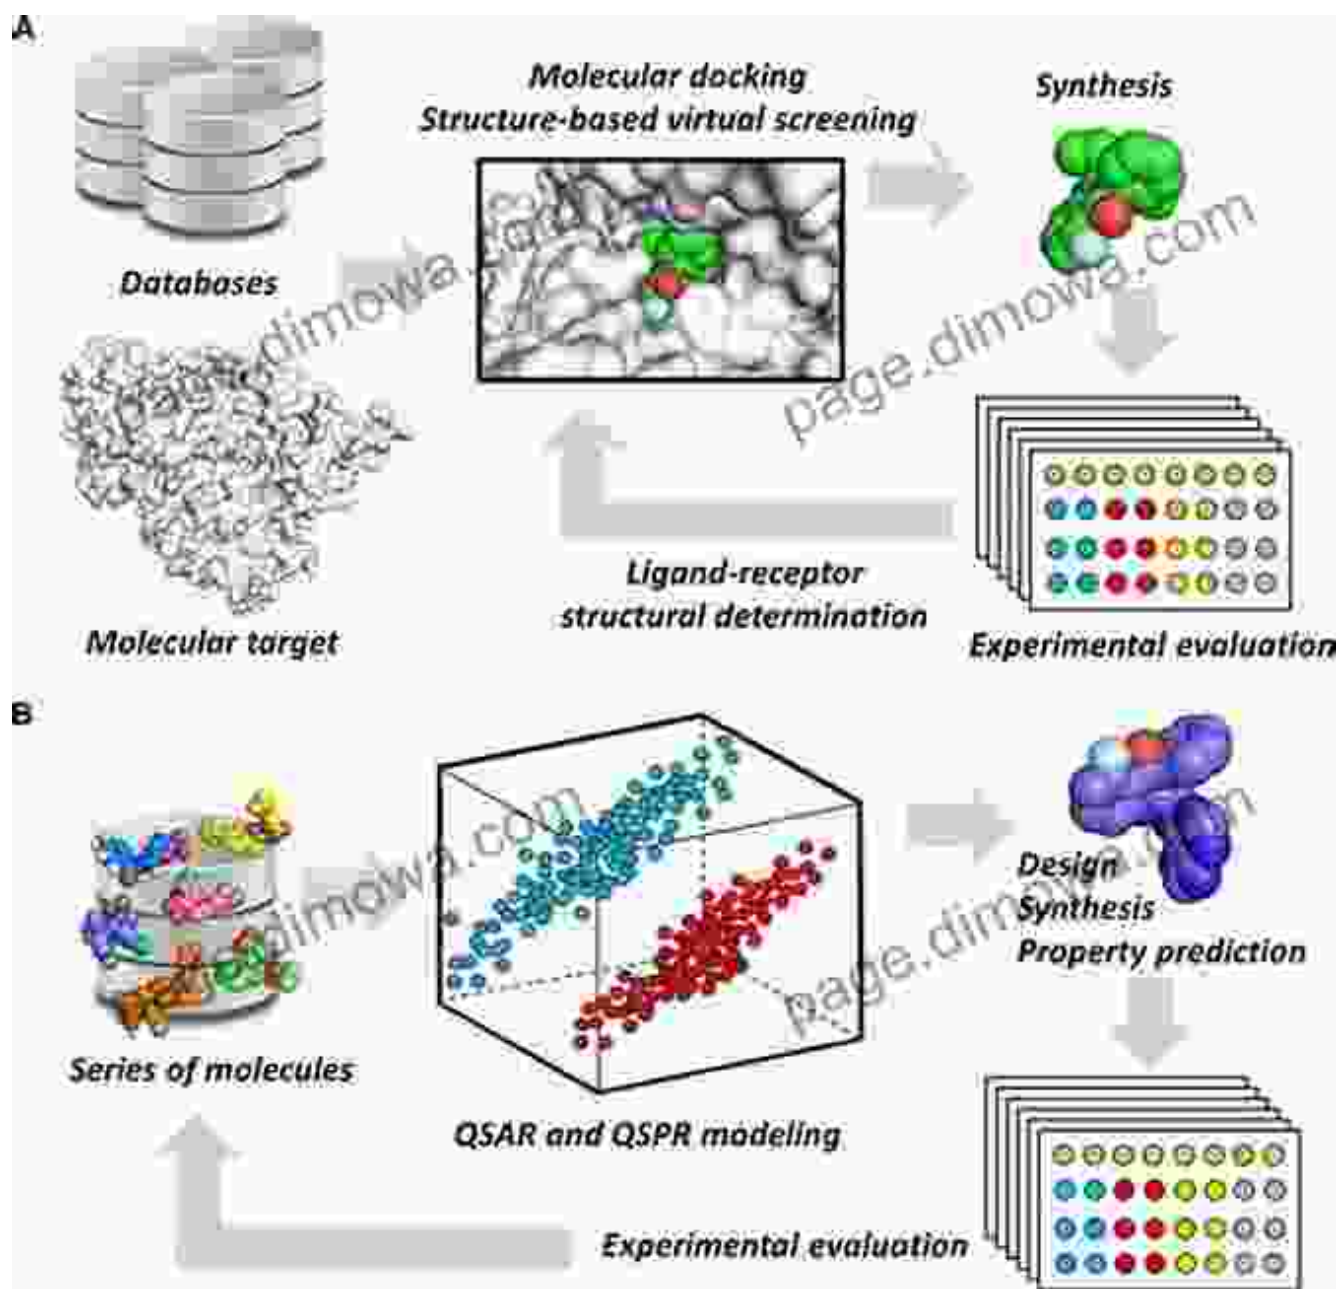 A
Molecular docking
Structure-based virtual screening
Synthesis
Databases
Molecular target
Ligand-receptor
structural determination
Experimental evaluation
B
Series of molecules
QSAR and QSPR modeling
Design
Synthesis
Property prediction
Experimental evaluation
page.dimowa.com
page.dimowa.com
dimowa.com
page.dimowa.com